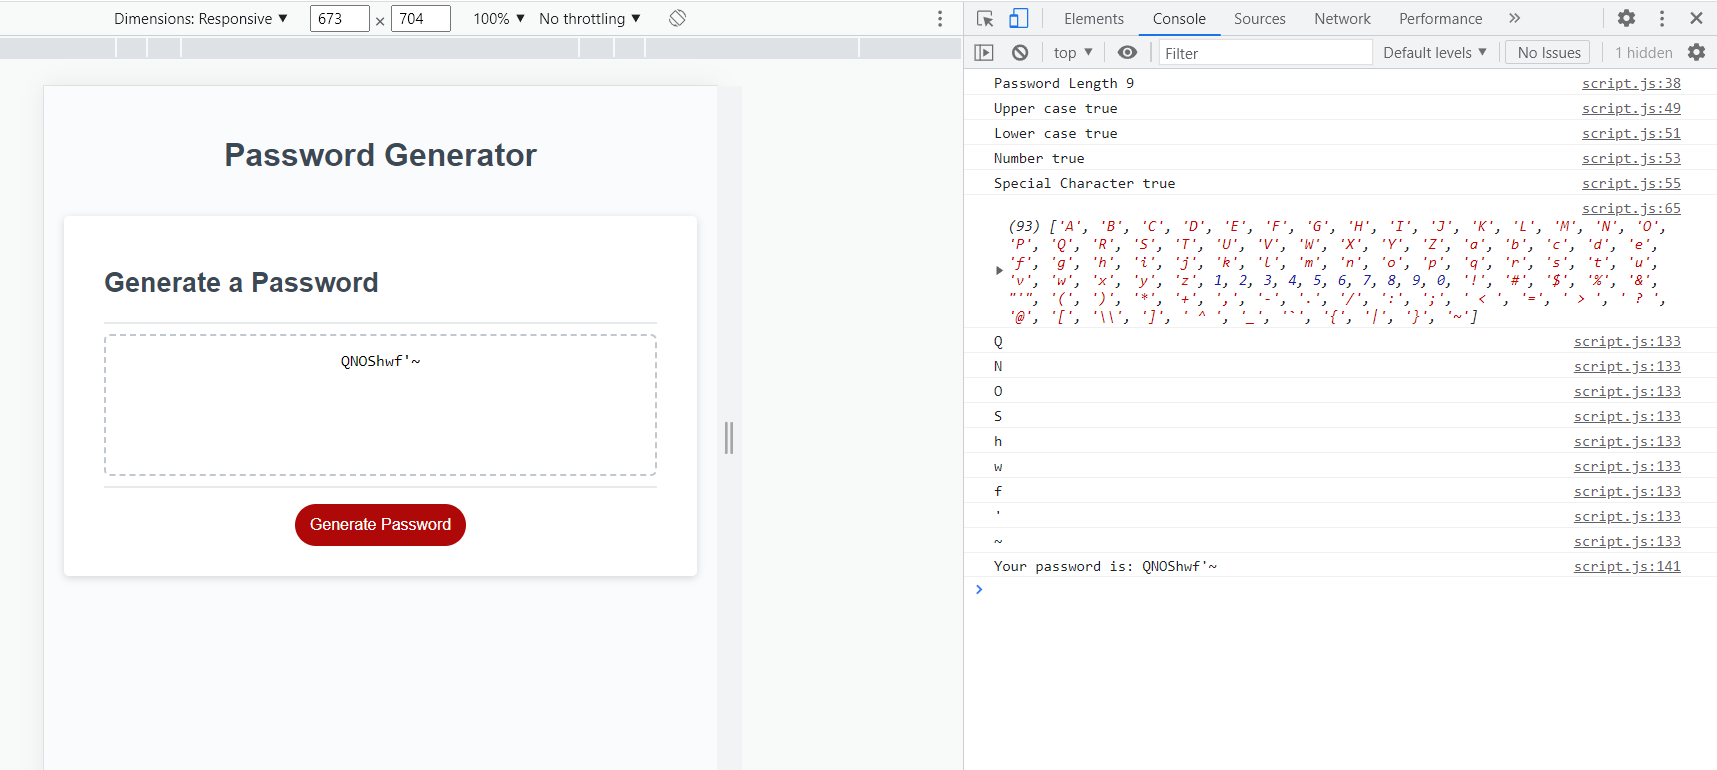 Dimensions: Responsive ▼ 673 × 704 100% ▼ No throttling ▼
Elements Console Sources Network Performance »
top ▼ Filter Default levels ▼ No Issues 1 hidden
Password Generator
Generate a Password
QNOShwf'~
Generate Password
Password Length 9 script.js:38
Upper case true script.js:49
Lower case true script.js:51
Number true script.js:53
Special Character true script.js:55
script.js:65
(93) ['A', 'B', 'C', 'D', 'E', 'F', 'G', 'H', 'I', 'J', 'K', 'L', 'M', 'N', 'O',
'P', 'Q', 'R', 'S', 'T', 'U', 'V', 'W', 'X', 'Y', 'Z', 'a', 'b', 'c', 'd', 'e',
'f', 'g', 'h', 'i', 'j', 'k', 'l', 'm', 'n', 'o', 'p', 'q', 'r', 's', 't', 'u',
'v', 'w', 'x', 'y', 'z', 1, 2, 3, 4, 5, 6, 7, 8, 9, 0, '!', '#', '$', '%', '&',
"'", '(', ')', '*', '+', ',', '-', '.', '/', ':', ';', ' < ', '=', ' > ', ' ? ',
'@', '[', '\\', ']', ' ^ ', '_', '`', '{', '|', '}', '~']
Q script.js:133
N script.js:133
O script.js:133
S script.js:133
h script.js:133
w script.js:133
f script.js:133
' script.js:133
~ script.js:133
Your password is: QNOShwf'~ script.js:141